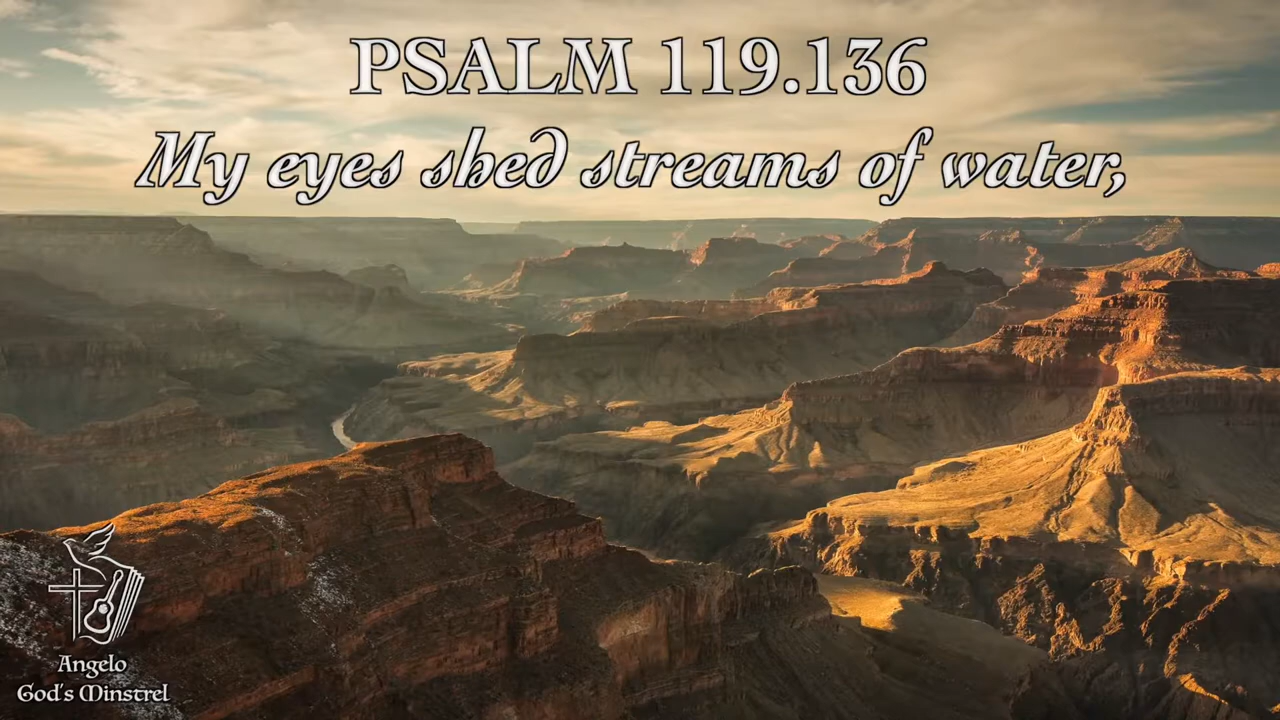 PSALM 119.136
My eyes shed streams of water,
Angelo
God's Minstrel